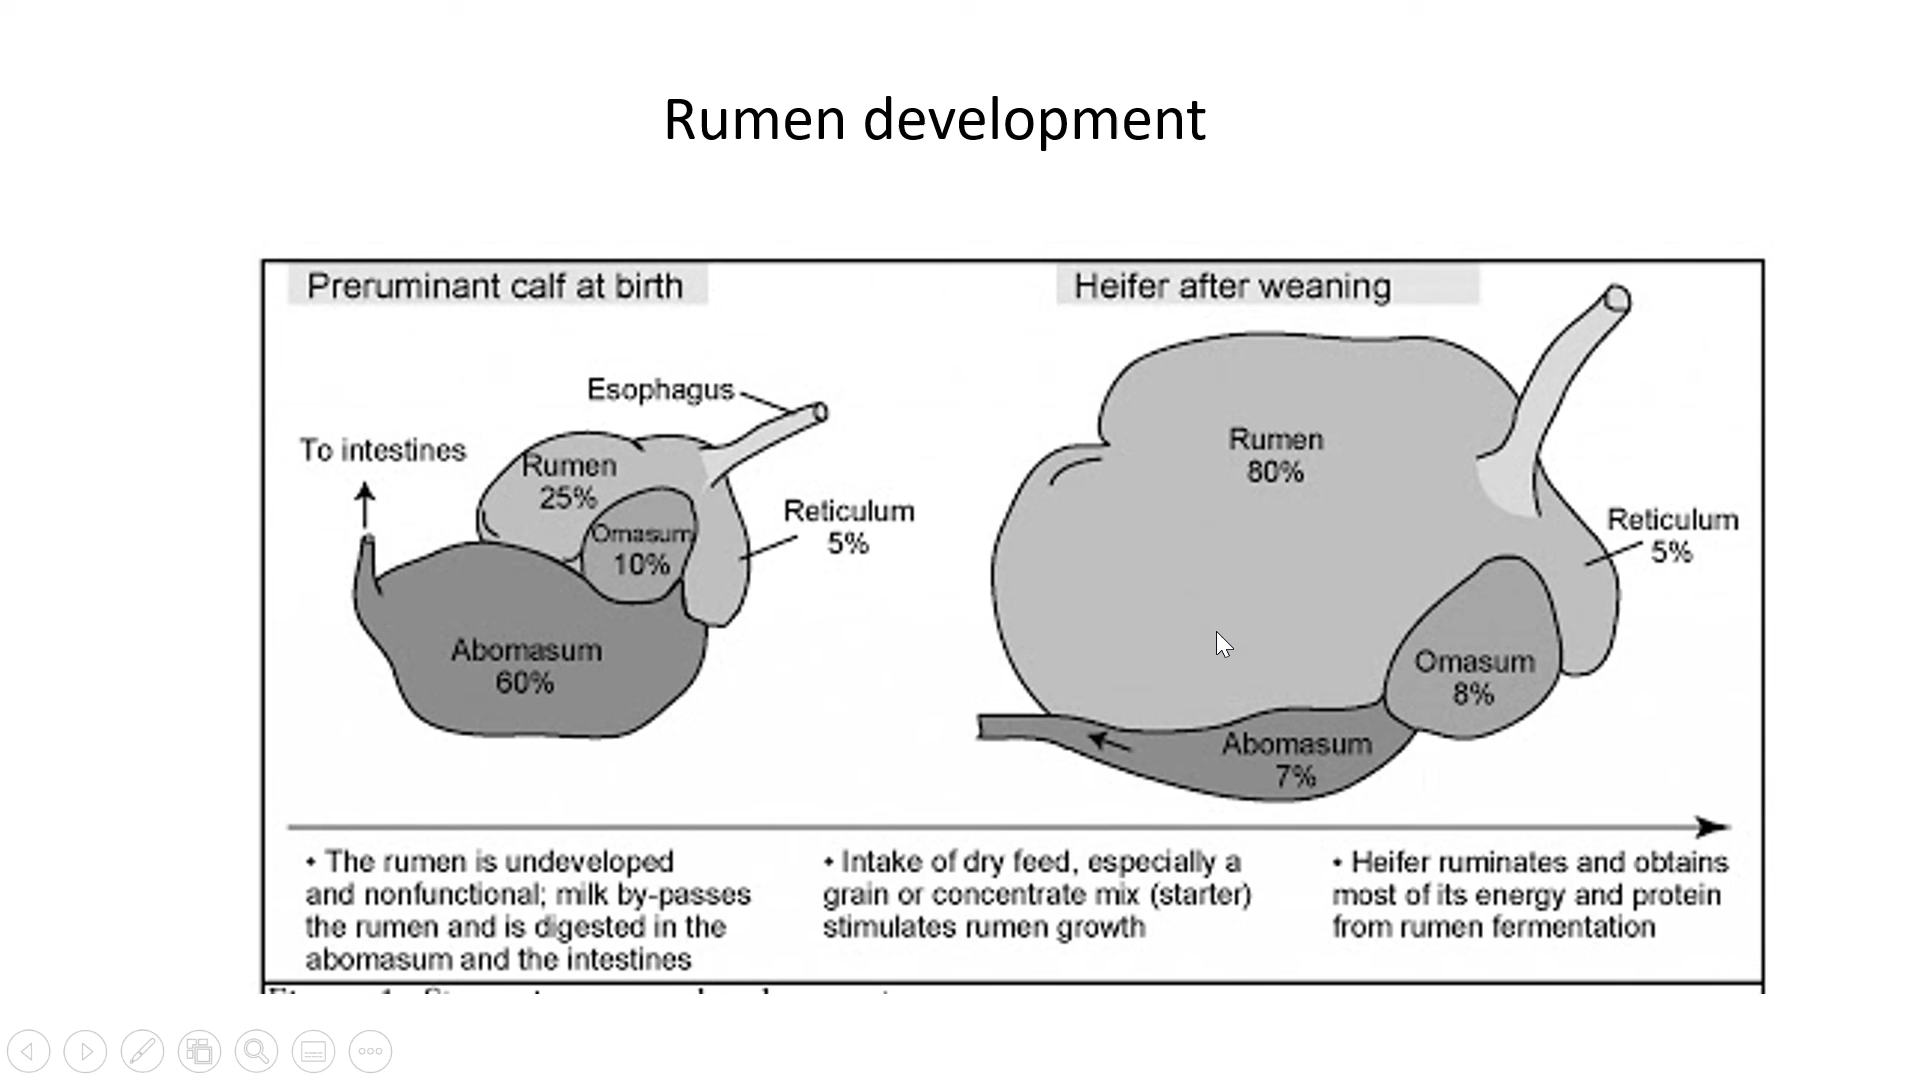 Rumen development
Preruminant calf at birth
Heifer after weaning
Esophagus
To intestines
Rumen
25%
Omasum
10%
Reticulum
5%
Abomasum
60%
Rumen
80%
Reticulum
5%
Omasum
8%
Abomasum
7%
• The rumen is undeveloped
and nonfunctional; milk by-passes
the rumen and is digested in the
abomasum and the intestines
• Intake of dry feed, especially a
grain or concentrate mix (starter)
stimulates rumen growth
• Heifer ruminates and obtains
most of its energy and protein
from rumen fermentation